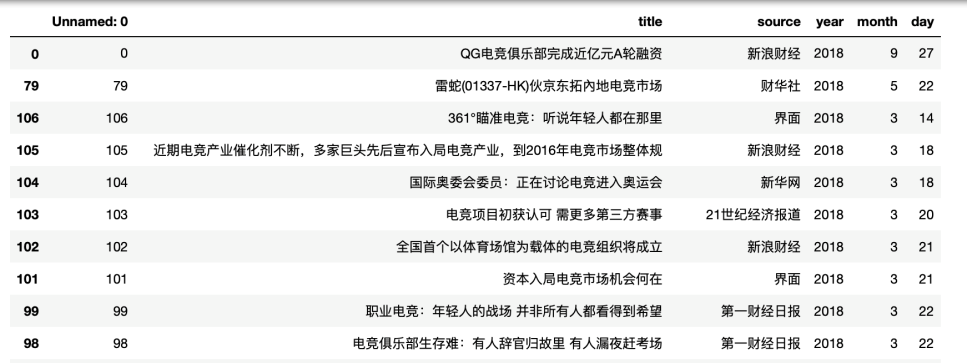 Unnamed: 0 title source year month day
0 0 QG电竞俱乐部完成近亿元A轮融资 新浪财经 2018 9 27
79 79 雷蛇(01337-HK)伙京东拓內地电竞市场 财华社 2018 5 22
106 106 361°瞄准电竞：听说年轻人都在那里 界面 2018 3 14
105 105 近期电竞产业催化剂不断，多家巨头先后宣布入局电竞产业，到2016年电竞市场整体规 新浪财经 2018 3 18
104 104 国际奥委会委员：正在讨论电竞进入奥运会 新华网 2018 3 18
103 103 电竞项目初获认可 需更多第三方赛事 21世纪经济报道 2018 3 20
102 102 全国首个以体育场馆为载体的电竞组织将成立 新浪财经 2018 3 21
101 101 资本入局电竞市场机会何在 界面 2018 3 21
99 99 职业电竞：年轻人的战场 并非所有人都看得到希望 第一财经日报 2018 3 22
98 98 电竞俱乐部生存难：有人辞官归故里 有人漏夜赶考场 第一财经日报 2018 3 22